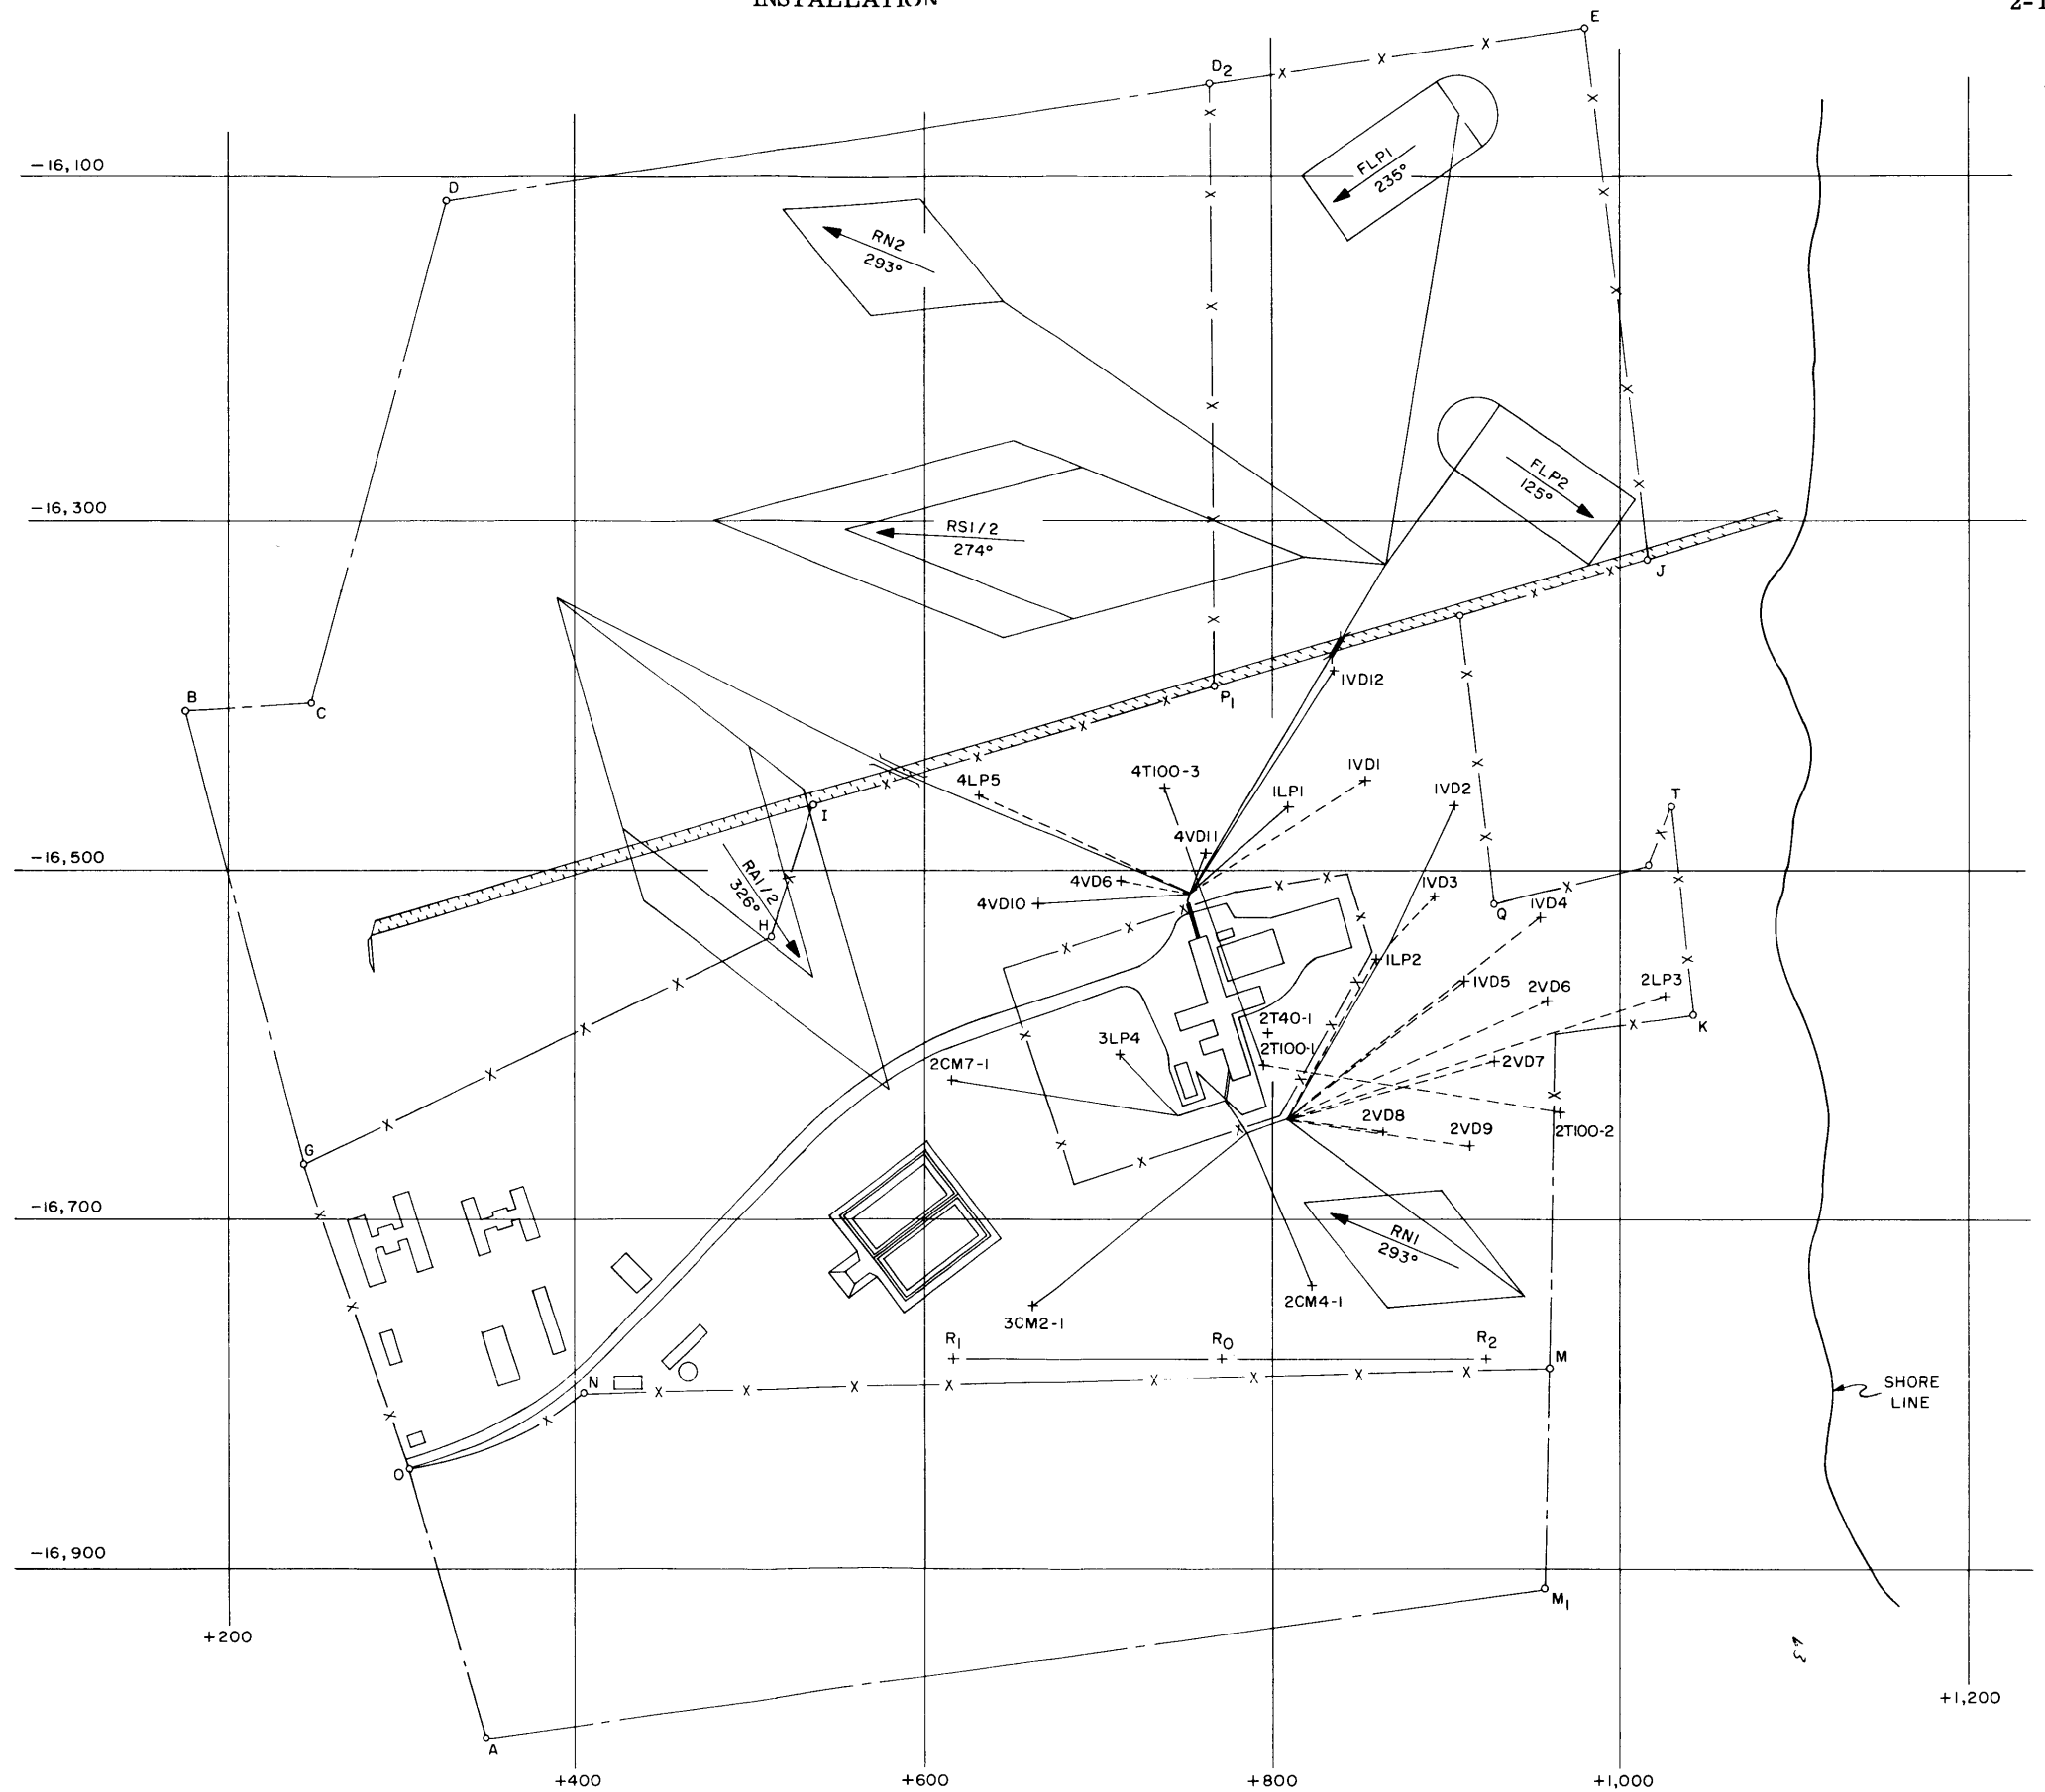 INSTALLATION
2-1
E
D2
-16,100
D
FLP1
235°
RN2
293°
-16,300
FLP2
125°
RS1/2
274°
J
B
C
P1
1VD12
4LP5
4T100-3
1VD1
1LP1
1VD2
T
I
4VD11
-16,500
RA1/2
326°
4VD6
1VD3
4VD10
Q
1VD4
H
1LP2
1VD5
2VD6
2LP3
K
2T40-1
3LP4
2T100-1
2CM7-1
2VD7
2VD8
2VD9
2T100-2
G
-16,700
RN1
293°
2CM4-1
3CM2-1
R1
R0
R2
M
N
SHORE
LINE
O
-16,900
M1
+200
A
+1,200
+400
+600
+800
+1,000